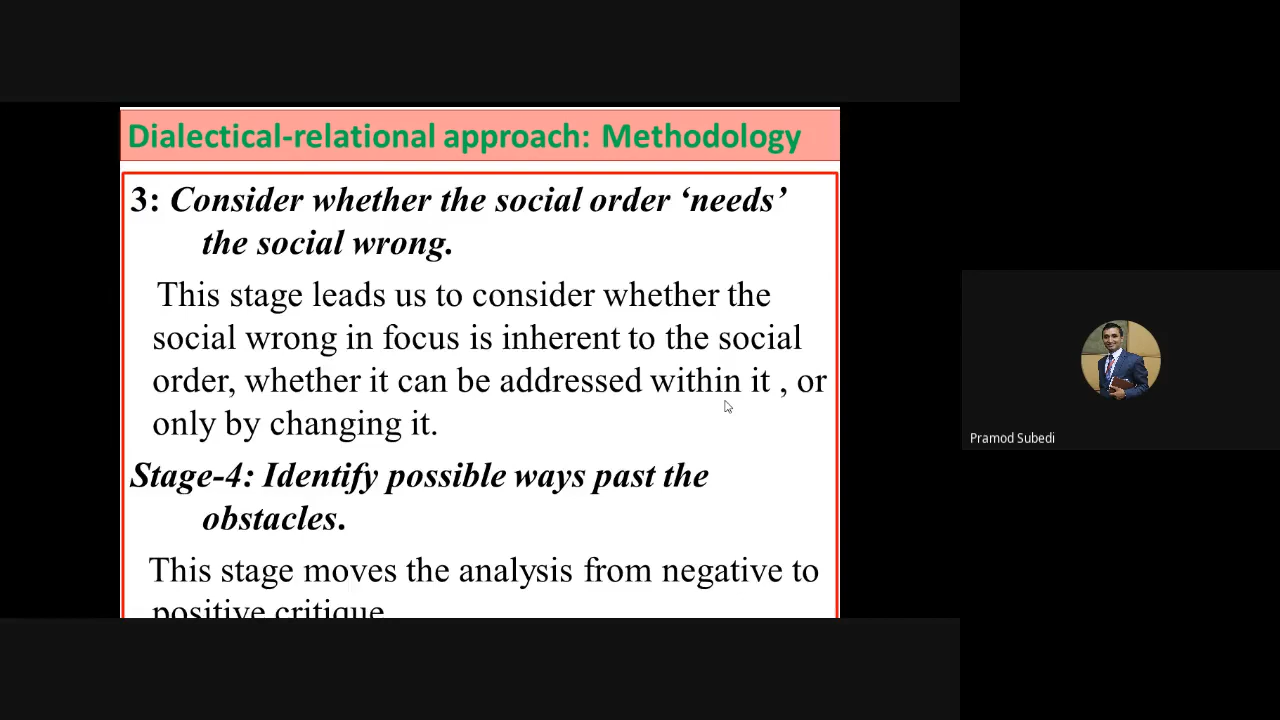 Dialectical-relational approach: Methodology
3: Consider whether the social order ‘needs’
the social wrong.
This stage leads us to consider whether the
social wrong in focus is inherent to the social
order, whether it can be addressed within it , or
only by changing it.
Stage-4: Identify possible ways past the
obstacles.
This stage moves the analysis from negative to
positive critique
Pramod Subedi